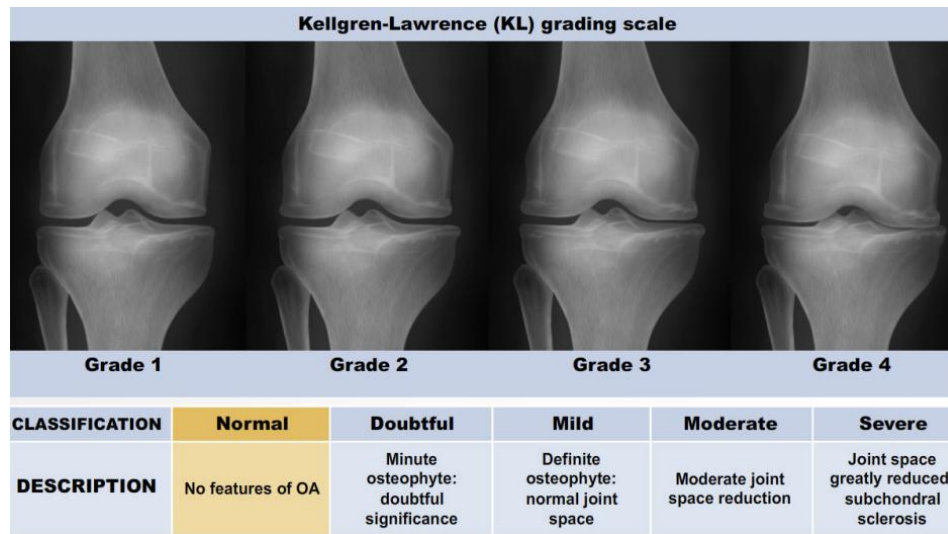 Kellgren-Lawrence (KL) grading scale
Grade 1
Grade 2
Grade 3
Grade 4
CLASSIFICATION
Normal
Doubtful
Mild
Moderate
Severe
DESCRIPTION
No features of OA
Minute
osteophyte:
doubtful
significance
Definite
osteophyte:
normal joint
space
Moderate joint
space reduction
Joint space
greatly reduced
subchondral
sclerosis